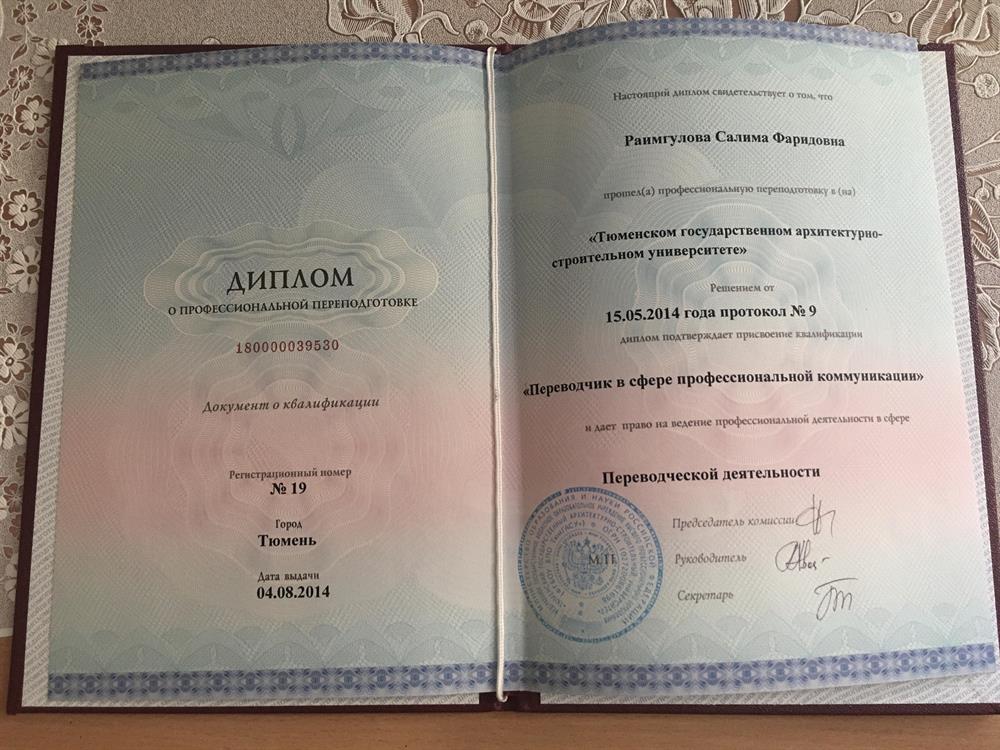 ДИПЛОМ
О ПРОФЕССИОНАЛЬНОЙ ПЕРЕПОДГОТОВКЕ
180000039530
Документ о квалификации
Регистрационный номер
№ 19
Город
Тюмень
Дата выдачи
04.08.2014
Настоящий диплом свидетельствует о том, что
Раимгулова Салима Фаридовна
прошел(а) профессиональную переподготовку в (на)
«Тюменском государственном архитектурно-
строительном университете»
Решением от
15.05.2014 года протокол № 9
диплом подтверждает присвоение квалификации
«Переводчик в сфере профессиональной коммуникации»
и дает право на ведение профессиональной деятельности в сфере
Переводческой деятельности
Председатель комиссии
Руководитель
М.П.
Секретарь